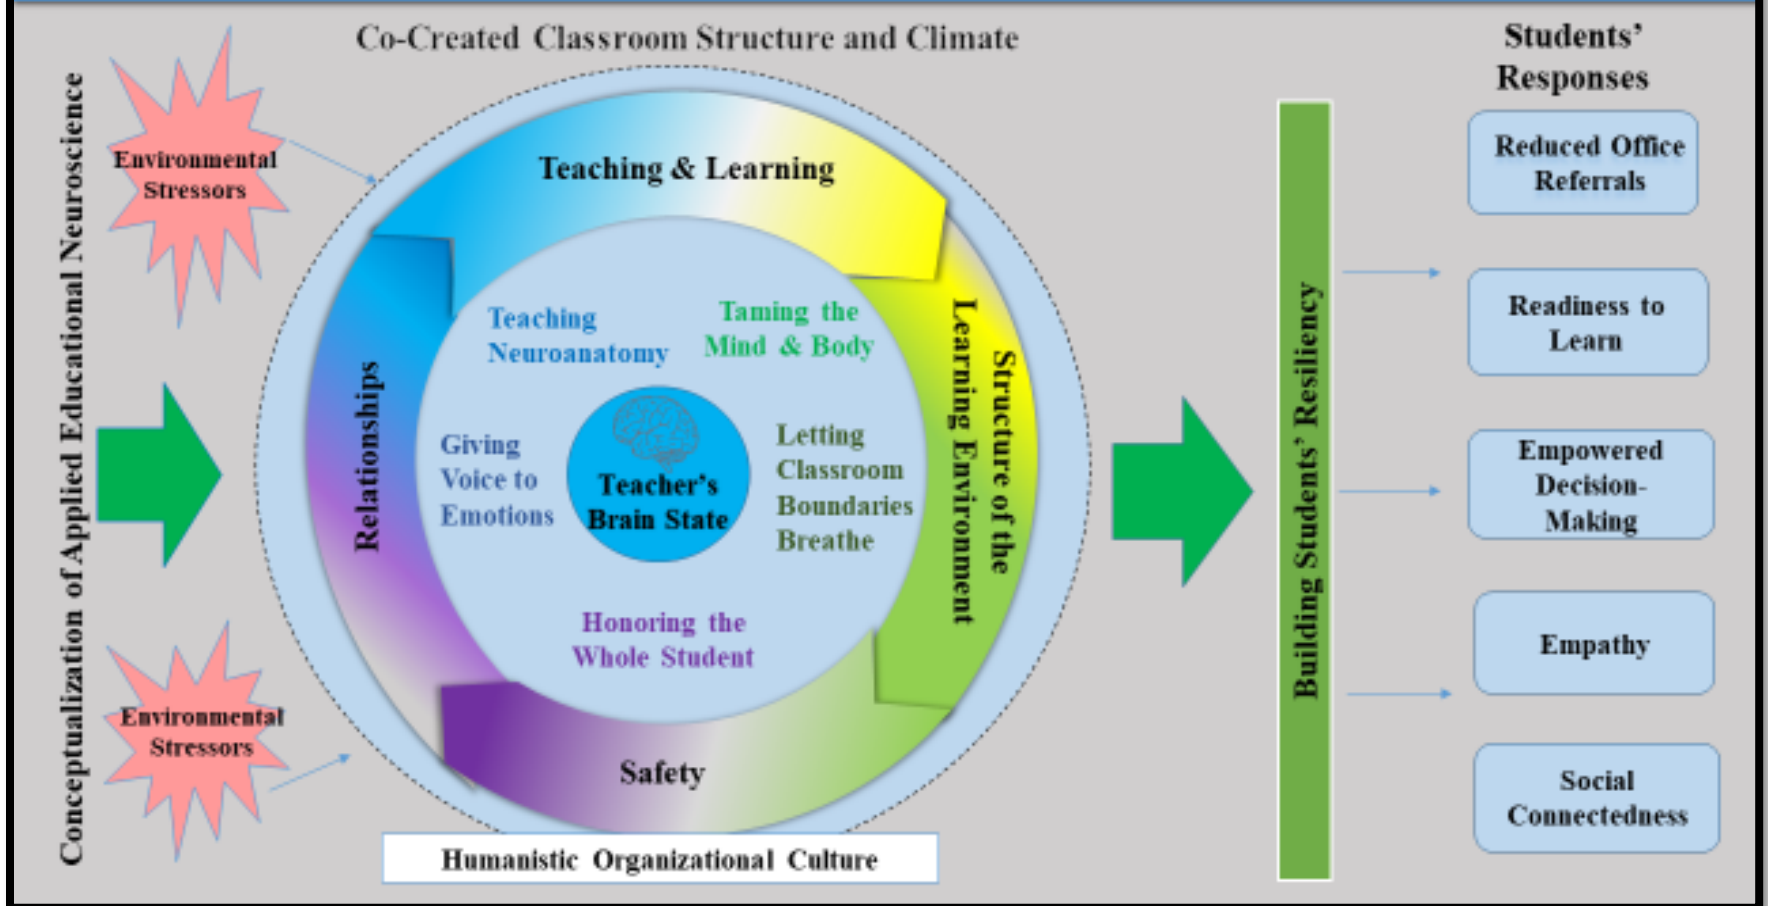 Conceptualization of Applied Educational Neuroscience
Environmental
Stressors
Environmental
Stressors
Co-Created Classroom Structure and Climate
Teaching & Learning
Structure of the
Learning Environment
Safety
Relationships
Teaching
Neuroanatomy
Taming the
Mind & Body
Giving
Voice to
Emotions
Teacher's
Brain State
Letting
Classroom
Boundaries
Breathe
Honoring the
Whole Student
Humanistic Organizational Culture
Building Students' Resiliency
Students'
Responses
Reduced Office
Referrals
Readiness to
Learn
Empowered
Decision-
Making
Empathy
Social
Connectedness